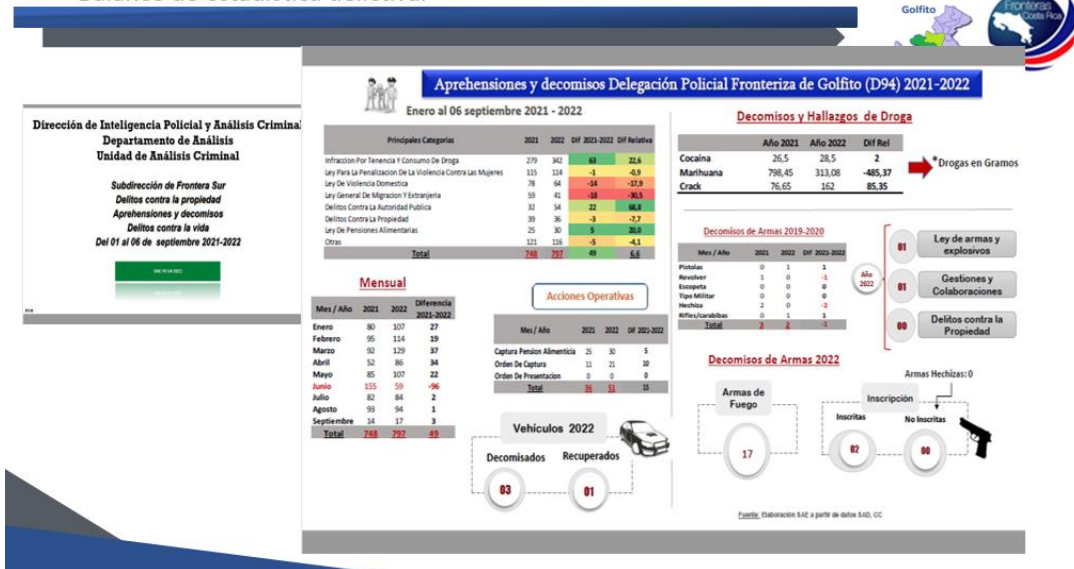 Golfito
Fronteras
Costa Rica
Dirección de Inteligencia Policial y Análisis Criminal
Departamento de Análisis
Unidad de Análisis Criminal
Subdirección de Frontera Sur
Delitos contra la propiedad
Aprehensiones y decomisos
Delitos contra la vida
Del 01 al 06 de septiembre 2021-2022
Aprehensiones y decomisos Delegación Policial Fronteriza de Golfito (D94) 2021-2022
Enero al 06 septiembre 2021 - 2022
Principales Categorías 2021 2022 Dif 2021-2022 Dif Relativa
Infraccion Por Tenencia Y Consumo De Droga 279 342 63 22,6
Ley Para La Penalizacion De La Violencia Contra Las Mujeres 115 114 -1 -0,9
Ley De Violencia Domestica 78 64 -14 -17,9
Ley General De Migracion Y Extranjeria 59 41 -18 -30,5
Delitos Contra La Autoridad Publica 32 54 22 68,8
Delitos Contra La Propiedad 39 36 -3 -7,7
Ley De Pensiones Alimentarias 25 30 5 20,0
Otras 121 116 -5 -4,1
Total 748 797 49 6,6
Mensual
Mes / Año 2021 2022 Diferencia 2021-2022
Enero 80 107 27
Febrero 95 114 19
Marzo 92 129 37
Abril 52 86 34
Mayo 85 107 22
Junio 155 59 -96
Julio 82 84 2
Agosto 93 94 1
Septiembre 14 17 3
Total 748 797 49
Acciones Operativas
Mes / Año 2021 2022 Dif 2021-2022
Captura Pension Alimenticia 25 30 5
Orden De Captura 11 21 10
Orden De Presentacion 0 0 0
Total 36 51 15
Vehículos 2022
Decomisados Recuperados
03 01
Decomisos y Hallazgos de Droga
Año 2021 Año 2022 Dif Rel
Cocaína 26,5 28,5 2
Marihuana 798,45 313,08 -485,37
Crack 76,65 162 85,35
*Drogas en Gramos
Decomisos de Armas 2019-2020
Mes / Año 2021 2022 Dif 2021-2022
Pistolas 0 1 1
Revolver 1 0 -1
Escopeta 0 0 0
Tipo Militar 0 0 0
Hechiza 2 0 -2
Rifles/carabibas 0 1 1
Total 3 2 -1
Año 2022
01 Ley de armas y explosivos
01 Gestiones y Colaboraciones
00 Delitos contra la Propiedad
Decomisos de Armas 2022
Armas Hechizas: 0
Armas de Fuego
17
Inscripción
Inscritas No Inscritas
02 00
Fuente: Elaboración SAE a partir de datos SAD, CC